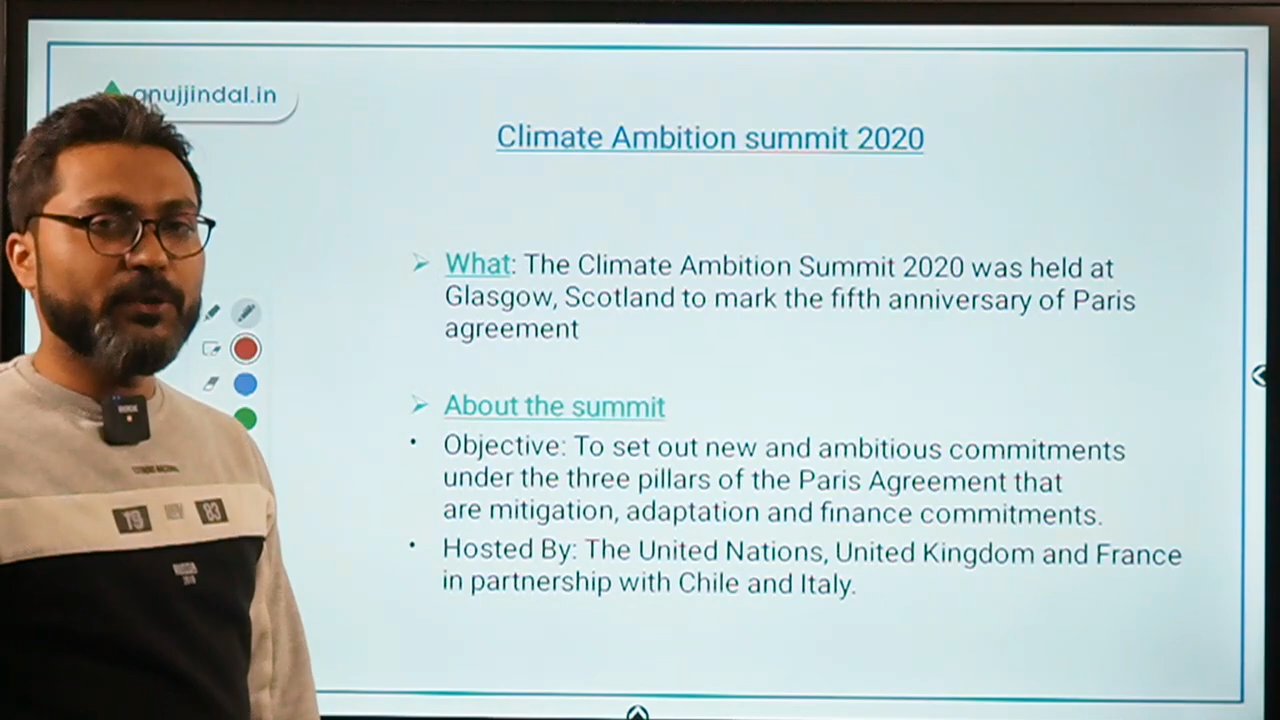 anujjindal.in
Climate Ambition summit 2020
➢ What: The Climate Ambition Summit 2020 was held at
Glasgow, Scotland to mark the fifth anniversary of Paris
agreement
➢ About the summit
• Objective: To set out new and ambitious commitments
under the three pillars of the Paris Agreement that
are mitigation, adaptation and finance commitments.
• Hosted By: The United Nations, United Kingdom and France
in partnership with Chile and Italy.
19 83